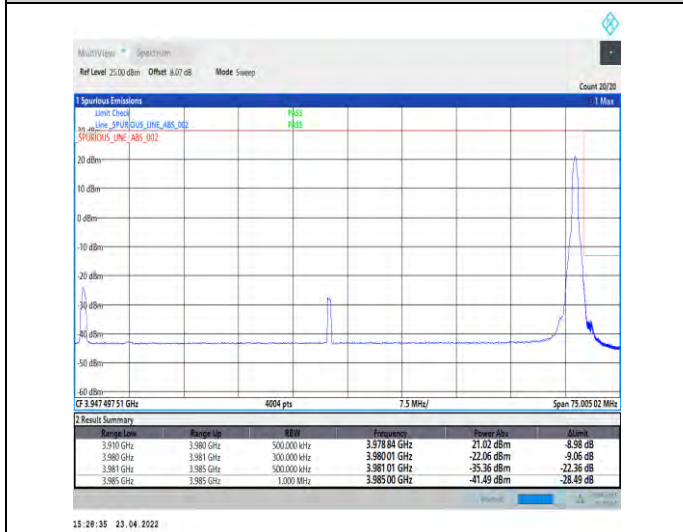 MultiView Spectrum
Ref Level 25.00 dBm Offset 8.07 dB Mode Sweep
Count 20/20
1 Spurious Emissions 1 Max
Limit Check PASS
Line _SPURIOUS_LINE_ABS_002 PASS
SPURIOUS_LINE_ABS_002
20 dBm
10 dBm
0 dBm
-10 dBm
-20 dBm
-30 dBm
-40 dBm
-50 dBm
-60 dBm
CF 3.947 497 51 GHz 4004 pts 7.5 MHz/ Span 75.005 02 MHz
2 Result Summary
Range Low Range Up RBW Frequency Power Abs ΔLimit
3.910 GHz 3.980 GHz 500.000 kHz 3.978 84 GHz 21.02 dBm -8.98 dB
3.980 GHz 3.981 GHz 300.000 kHz 3.980 01 GHz -22.06 dBm -9.06 dB
3.981 GHz 3.985 GHz 500.000 kHz 3.981 01 GHz -35.36 dBm -22.36 dB
3.985 GHz 3.985 GHz 1.000 MHz 3.985 00 GHz -41.49 dBm -28.49 dB
15:28:35 23.04.2022